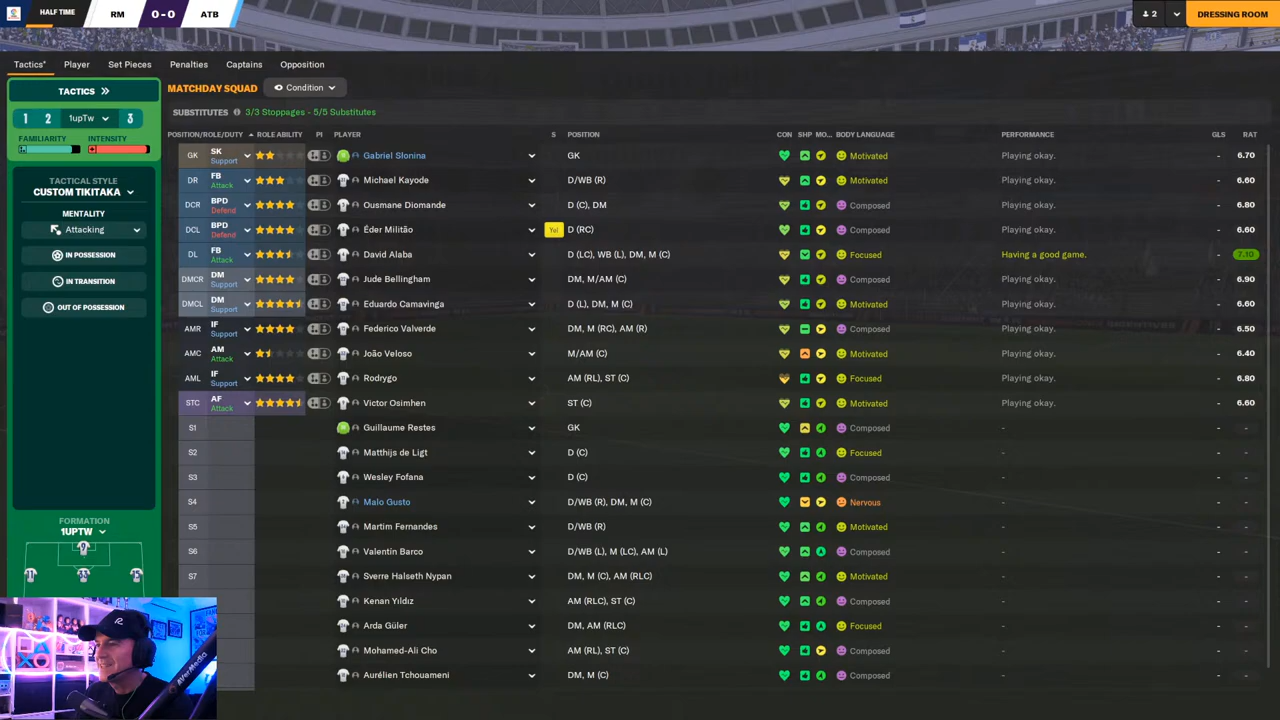 HALF TIME RM 0 - 0 ATB 2 DRESSING ROOM
Tactics* Player Set Pieces Penalties Captains Opposition
TACTICS
1 2 1upTw 3
FAMILIARITY INTENSITY
TACTICAL STYLE
CUSTOM TIKITAKA
MENTALITY
Attacking
IN POSSESSION
IN TRANSITION
OUT OF POSSESSION
FORMATION
1UPTW
9
11 13 15
MATCHDAY SQUAD Condition
SUBSTITUTES 3/3 Stoppages - 5/5 Substitutes
POSITION/ROLE/DUTY ROLE ABILITY PI PLAYER S POSITION CON SHP MO... BODY LANGUAGE PERFORMANCE GLS RAT
GK SK Support Gabriel Slonina GK Motivated Playing okay. - 6.70
DR FB Attack Michael Kayode D/WB (R) Motivated Playing okay. - 6.60
DCR BPD Defend Ousmane Diomande D (C), DM Composed Playing okay. - 6.80
DCL BPD Defend Éder Militão Yel D (RC) Composed Playing okay. - 6.60
DL FB Attack David Alaba D (LC), WB (L), DM, M (C) Focused Having a good game. - 7.10
DMCR DM Support Jude Bellingham DM, M/AM (C) Composed Playing okay. - 6.90
DMCL DM Support Eduardo Camavinga D (L), DM, M (C) Motivated Playing okay. - 6.60
AMR IF Support Federico Valverde DM, M (RC), AM (R) Composed Playing okay. - 6.50
AMC AM Attack João Veloso M/AM (C) Motivated Playing okay. - 6.40
AML IF Support Rodrygo AM (RL), ST (C) Focused Playing okay. - 6.80
STC AF Attack Victor Osimhen ST (C) Motivated Playing okay. - 6.60
S1 Guillaume Restes GK Composed - - -
S2 Matthijs de Ligt D (C) Focused - - -
S3 Wesley Fofana D (C) Composed - - -
S4 Malo Gusto D/WB (R), DM, M (C) Nervous - - -
S5 Martim Fernandes D/WB (R) Motivated - - -
S6 Valentín Barco D/WB (L), M (LC), AM (L) Composed - - -
S7 Sverre Halseth Nypan DM, M (C), AM (RLC) Motivated - - -
Kenan Yıldız AM (RLC), ST (C) Composed - - -
Arda Güler DM, AM (RLC) Focused - - -
Mohamed-Ali Cho AM (RL), ST (C) Composed - - -
Aurélien Tchouameni DM, M (C) Composed - - -
AVerMedia